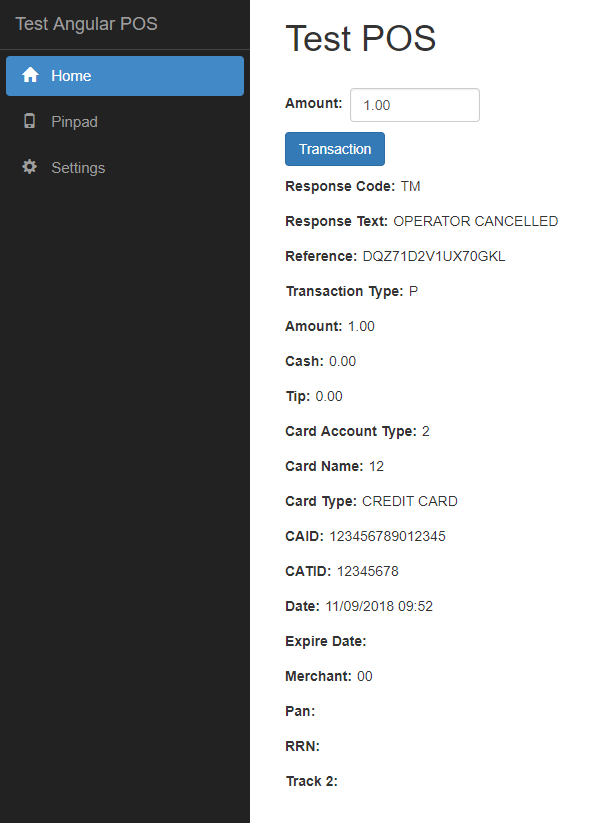 Test Angular POS
Home
Pinpad
Settings
Test POS
Amount: 1.00
Transaction
Response Code: TM
Response Text: OPERATOR CANCELLED
Reference: DQZ71D2V1UX70GKL
Transaction Type: P
Amount: 1.00
Cash: 0.00
Tip: 0.00
Card Account Type: 2
Card Name: 12
Card Type: CREDIT CARD
CAID: 123456789012345
CATID: 12345678
Date: 11/09/2018 09:52
Expire Date:
Merchant: 00
Pan:
RRN:
Track 2: